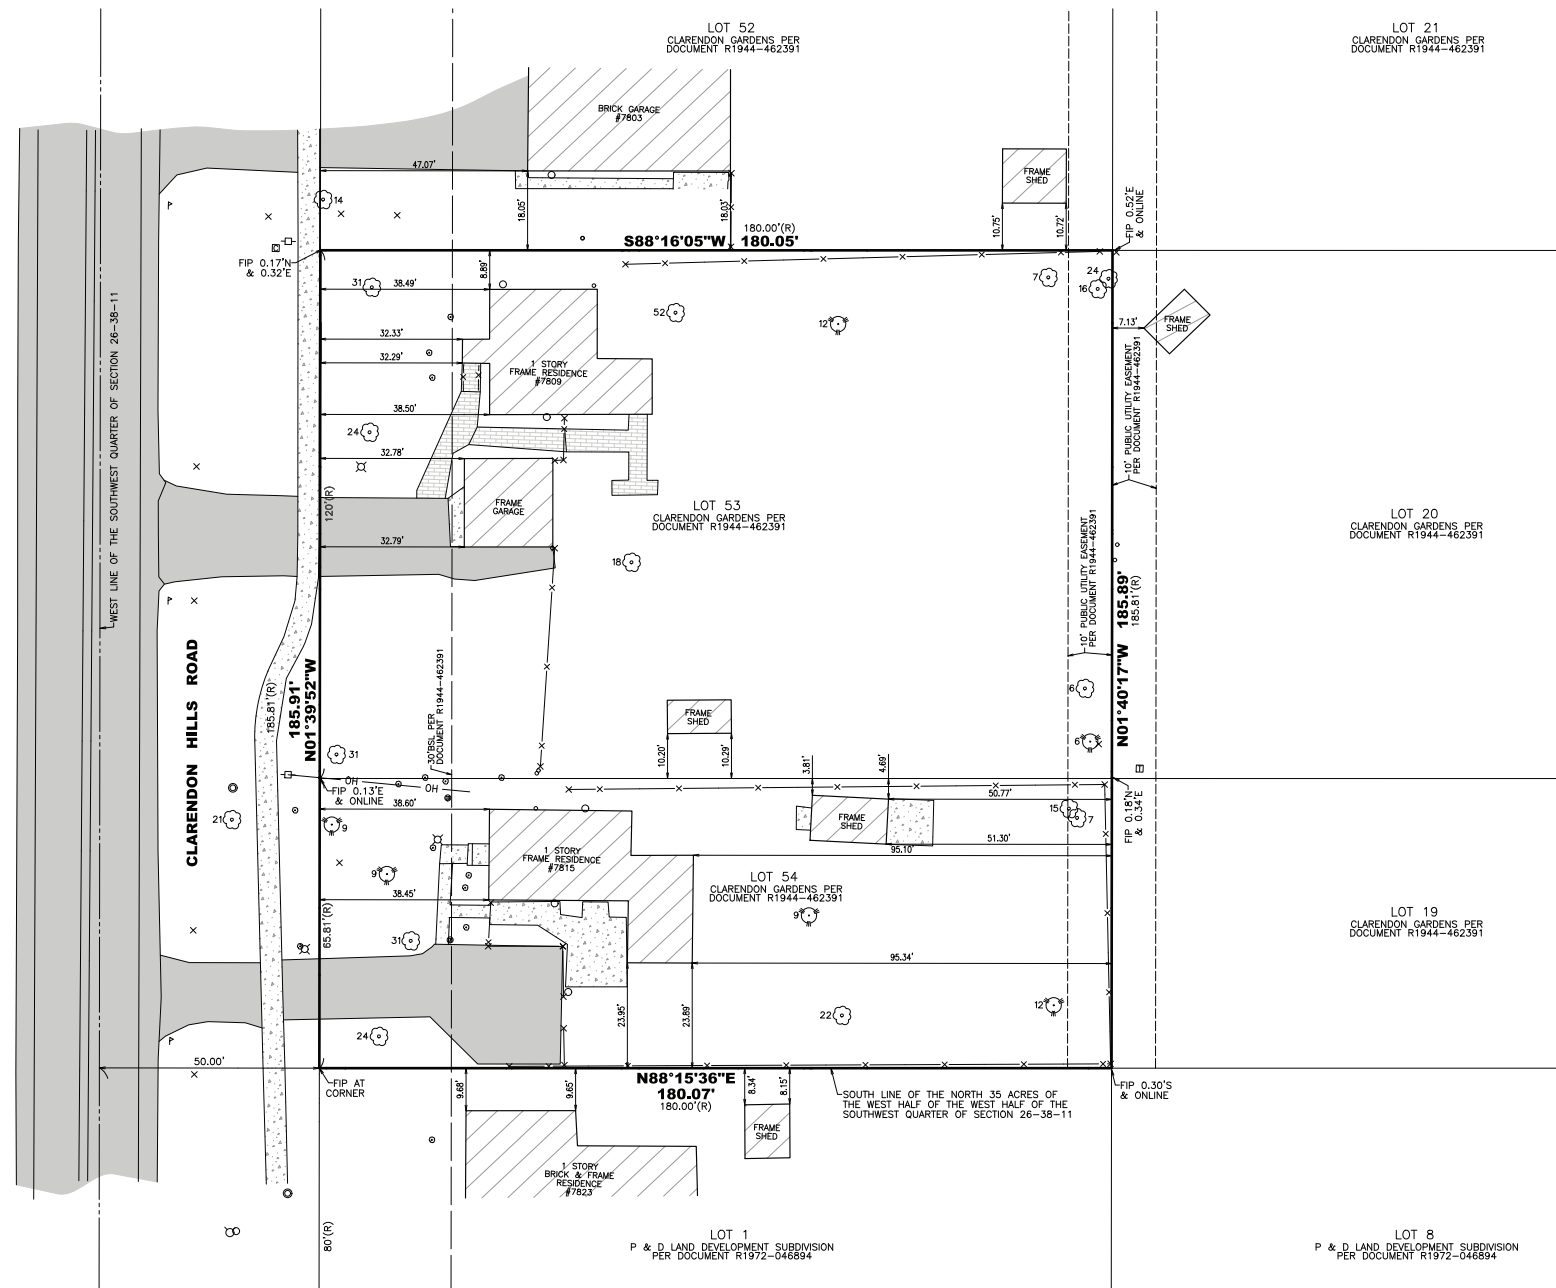 LOT 52
CLARENDON GARDENS PER
DOCUMENT R1944-462391
LOT 21
CLARENDON GARDENS PER
DOCUMENT R1944-462391
BRICK GARAGE
#7803
47.07'
18.05'
18.03'
FRAME
SHED
10.75'
10.72'
FIP 0.52'E
& ONLINE
14
180.00'(R)
S88°16'05"W 180.05'
FIP 0.17'N
& 0.32'E
8.89'
31
38.49'
52
12
7
24
16
7.13'
FRAME
SHED
32.33'
32.29'
1 STORY
FRAME RESIDENCE
#7809
38.50'
24
32.78'
WEST LINE OF THE SOUTHWEST QUARTER OF SECTION 26-38-11
10' PUBLIC UTILITY EASEMENT
PER DOCUMENT R1944-462391
120'(R)
FRAME
GARAGE
32.79'
LOT 53
CLARENDON GARDENS PER
DOCUMENT R1944-462391
LOT 20
CLARENDON GARDENS PER
DOCUMENT R1944-462391
18
10' PUBLIC UTILITY EASEMENT
PER DOCUMENT R1944-462391
N01°40'17"W 185.89'
185.81'(R)
CLARENDON HILLS ROAD
185.81'(R)
185.91'
N01°39'52"W
30'BSL PER
DOCUMENT R1944-462391
6
6
FRAME
SHED
10.20'
10.29'
31
OH
OH
FIP 0.13'E
& ONLINE
38.60'
3.81'
4.69'
50.77'
15
7
FIP 0.18'N
& 0.34'E
21
9
FRAME
SHED
51.30'
95.10'
1 STORY
FRAME RESIDENCE
#7815
9
38.45'
LOT 54
CLARENDON GARDENS PER
DOCUMENT R1944-462391
9
LOT 19
CLARENDON GARDENS PER
DOCUMENT R1944-462391
65.81'(R)
31
95.34'
23.95'
23.89'
22
12
24
50.00'
FIP AT
CORNER
9.68'
9.65'
N88°15'36"E
180.07'
180.00'(R)
8.34'
8.15'
SOUTH LINE OF THE NORTH 35 ACRES OF
THE WEST HALF OF THE WEST HALF OF THE
SOUTHWEST QUARTER OF SECTION 26-38-11
FIP 0.30'S
& ONLINE
FRAME
SHED
1 STORY
BRICK & FRAME
RESIDENCE
#7823
80'(R)
LOT 1
P & D LAND DEVELOPMENT SUBDIVISION
PER DOCUMENT R1972-046894
LOT 8
P & D LAND DEVELOPMENT SUBDIVISION
PER DOCUMENT R1972-046894